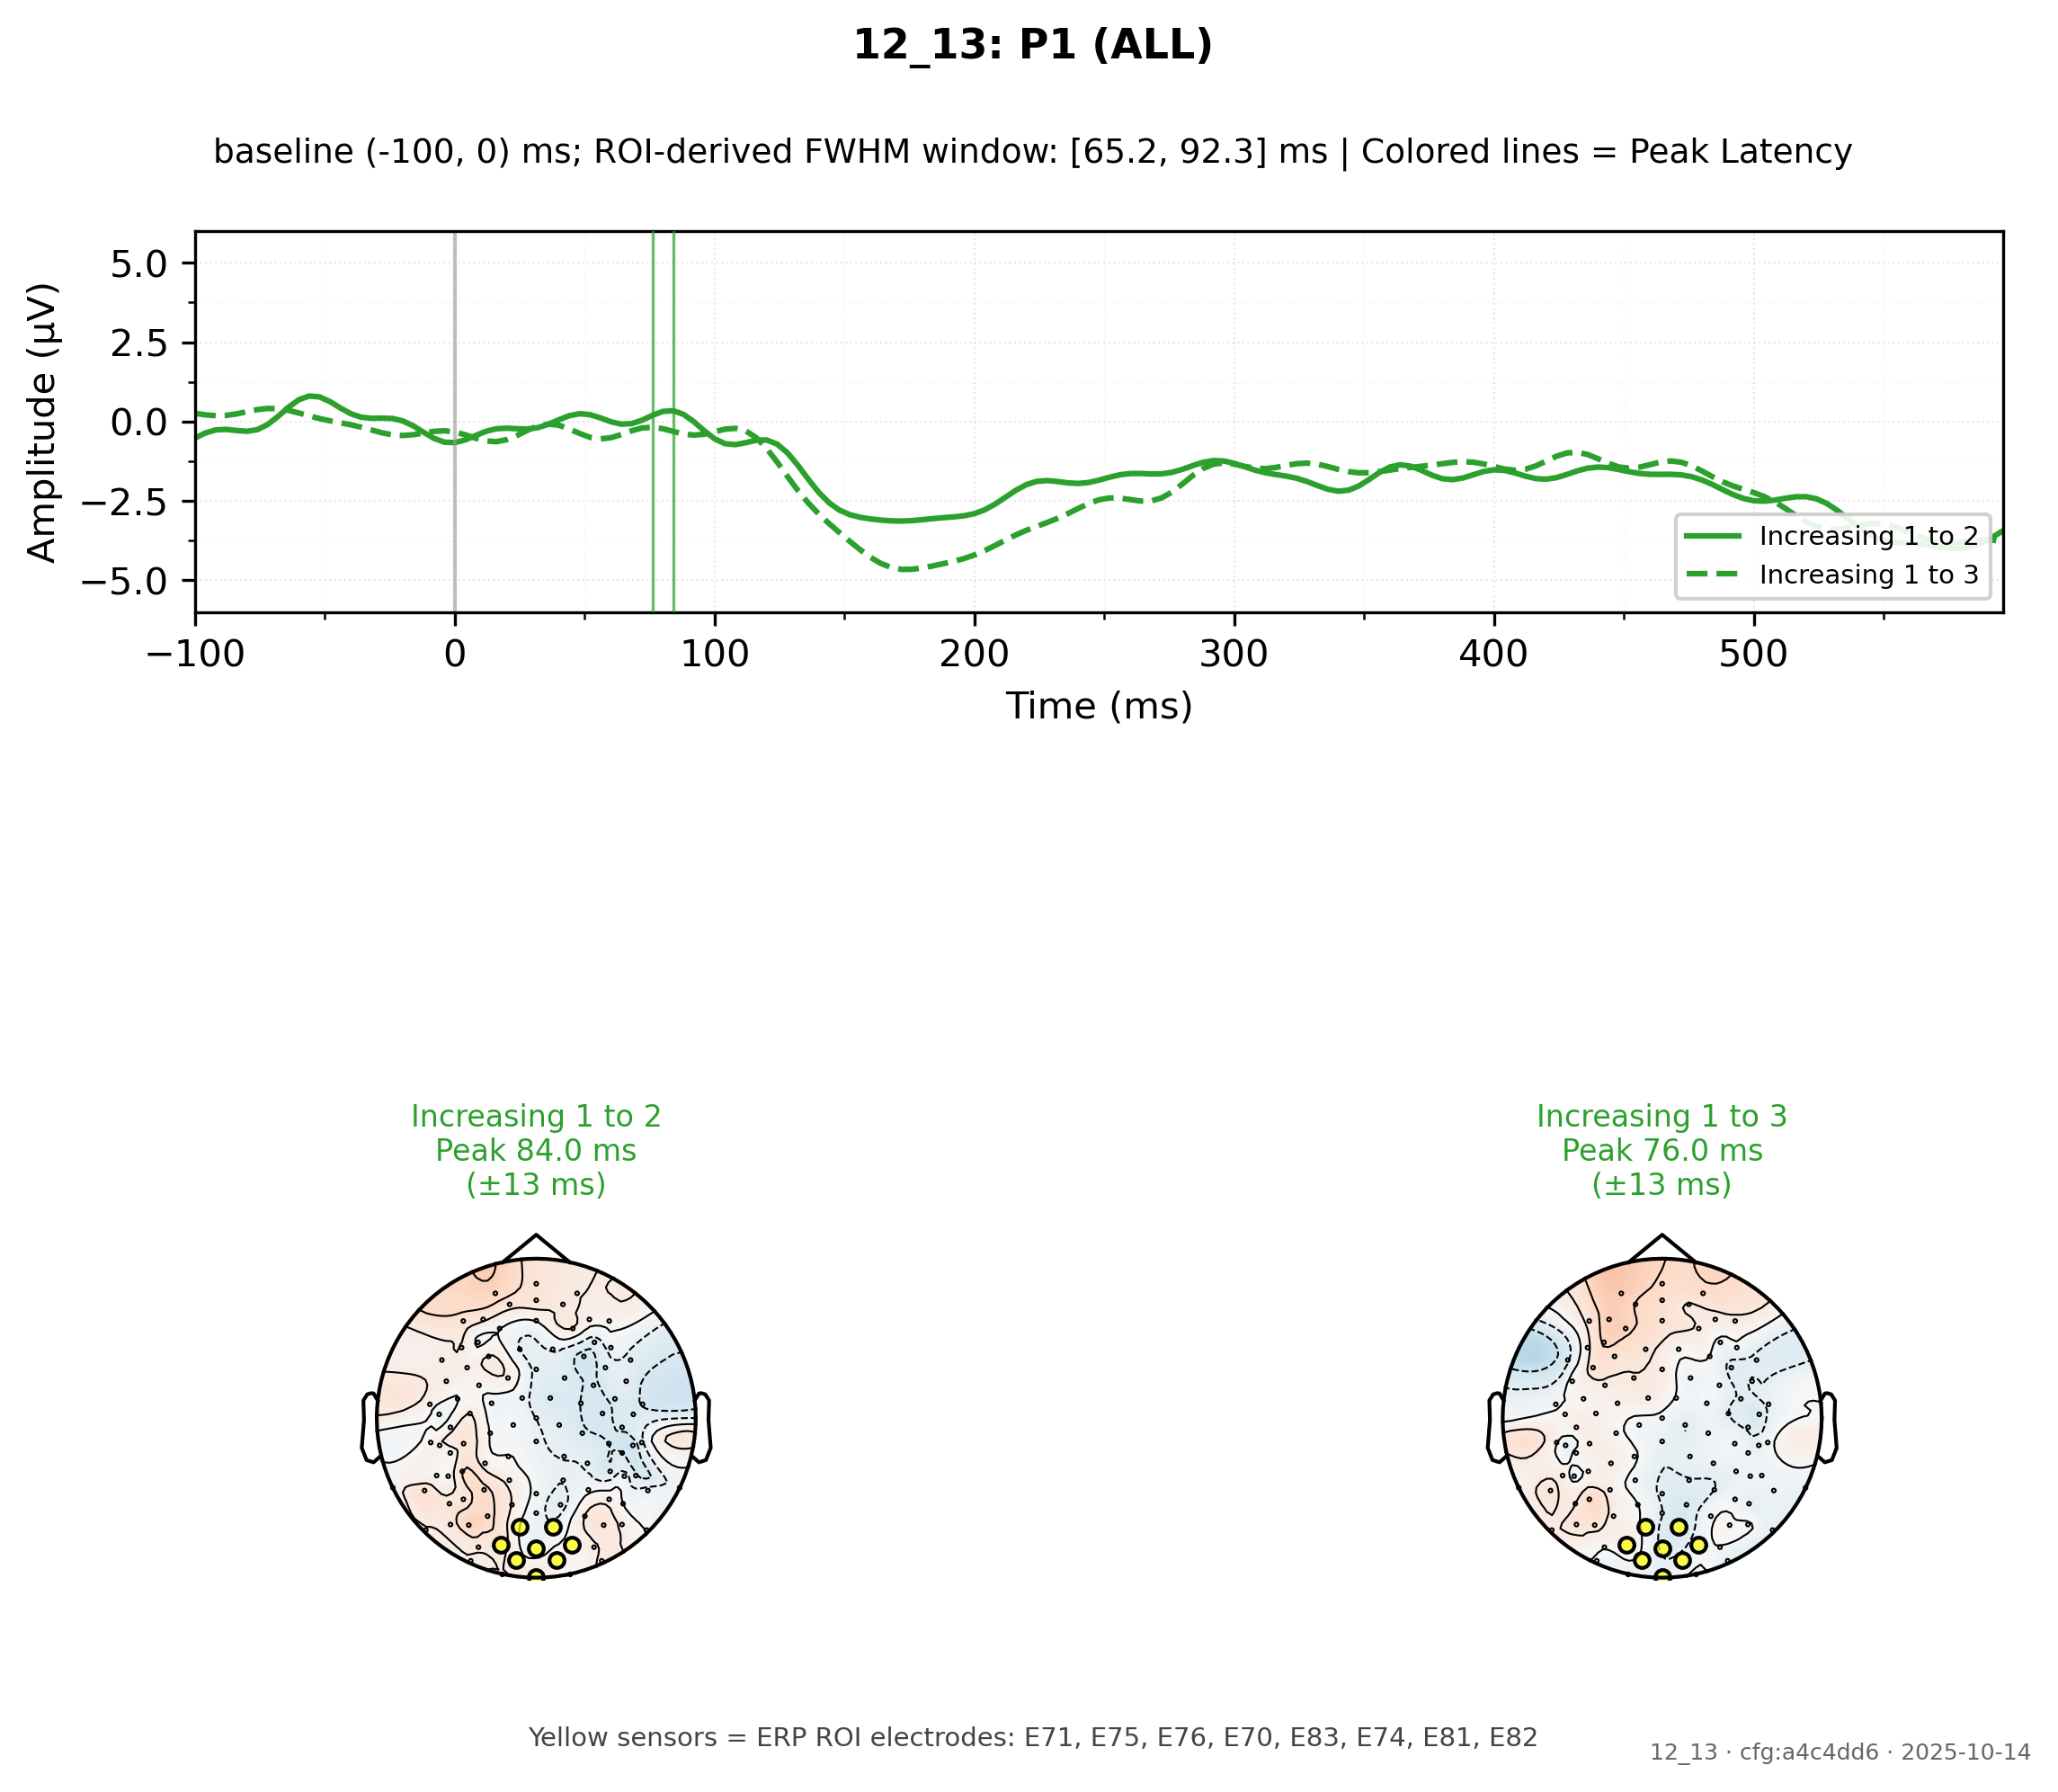 12_13: P1 (ALL)
baseline (-100, 0) ms; ROI-derived FWHM window: [65.2, 92.3] ms | Colored lines = Peak Latency
Amplitude (µV)
5.0
2.5
0.0
−2.5
−5.0
−100
0
100
200
300
400
500
Time (ms)
Increasing 1 to 2
Increasing 1 to 3
Increasing 1 to 2
Peak 84.0 ms
(±13 ms)
Increasing 1 to 3
Peak 76.0 ms
(±13 ms)
Yellow sensors = ERP ROI electrodes: E71, E75, E76, E70, E83, E74, E81, E82
12_13 · cfg:a4c4dd6 · 2025-10-14